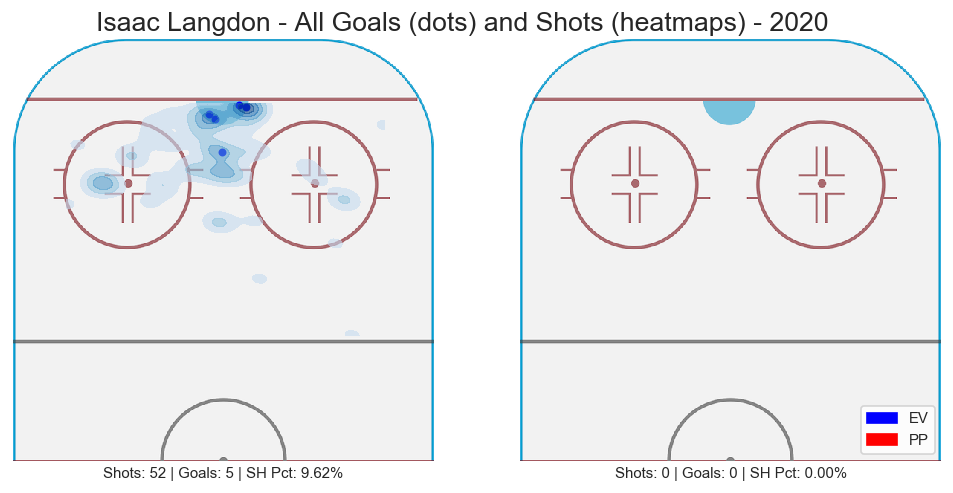 Isaac Langdon - All Goals (dots) and Shots (heatmaps) - 2020
EV
PP
Shots: 52 | Goals: 5 | SH Pct: 9.62%
Shots: 0 | Goals: 0 | SH Pct: 0.00%